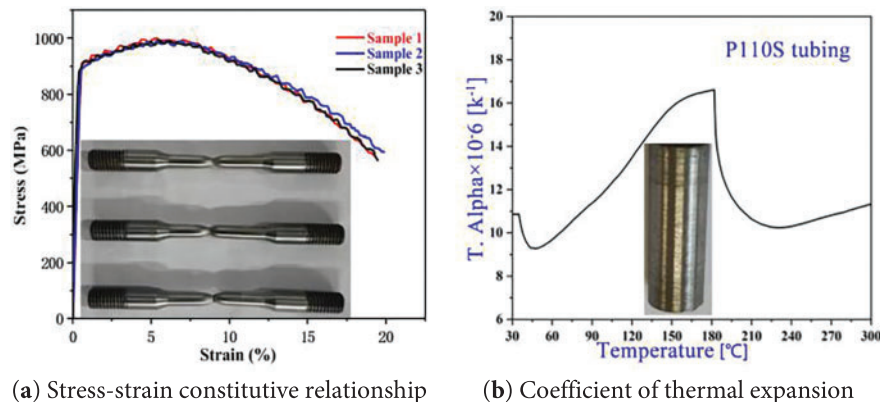 1000
800
600
400
200
0
Stress (MPa)
Sample 1
Sample 2
Sample 3
0 5 10 15 20
Strain (%)
(a) Stress-strain constitutive relationship
18
16
14
12
10
8
6
T. Alpha×10-6 [k-1]
P110S tubing
30 60 90 120 150 180 210 240 270 300
Temperature [℃]
(b) Coefficient of thermal expansion